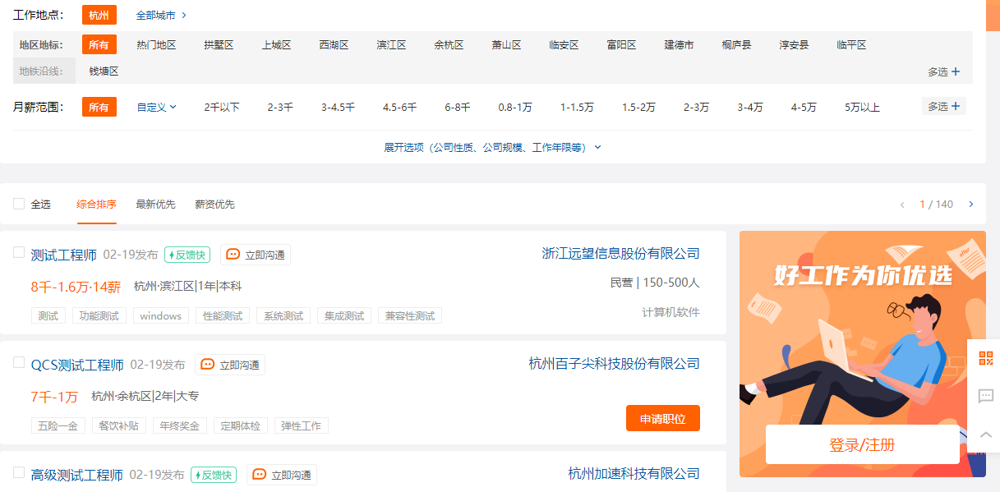 工作地点： 杭州 全部城市
地区地标： 所有 热门地区 拱墅区 上城区 西湖区 滨江区 余杭区 萧山区 临安区 富阳区 建德市 桐庐县 淳安县 临平区
地铁沿线： 钱塘区 多选 +
月薪范围： 所有 自定义 2千以下 2-3千 3-4.5千 4.5-6千 6-8千 0.8-1万 1-1.5万 1.5-2万 2-3万 3-4万 4-5万 5万以上 多选 +
展开选项（公司性质、公司规模、工作年限等）
全选 综合排序 最新优先 薪资优先 1 / 140
测试工程师 02-19发布 反馈快 立即沟通 浙江远望信息股份有限公司
8千-1.6万·14薪 杭州·滨江区|1年|本科 民营 | 150-500人
测试 功能测试 windows 性能测试 系统测试 集成测试 兼容性测试 计算机软件
QCS测试工程师 02-19发布 立即沟通 杭州百子尖科技股份有限公司
7千-1万 杭州·余杭区|2年|大专
五险一金 餐饮补贴 年终奖金 定期体检 弹性工作 申请职位
高级测试工程师 02-19发布 反馈快 立即沟通 杭州加速科技有限公司
offer
好工作为你优选
登录/注册